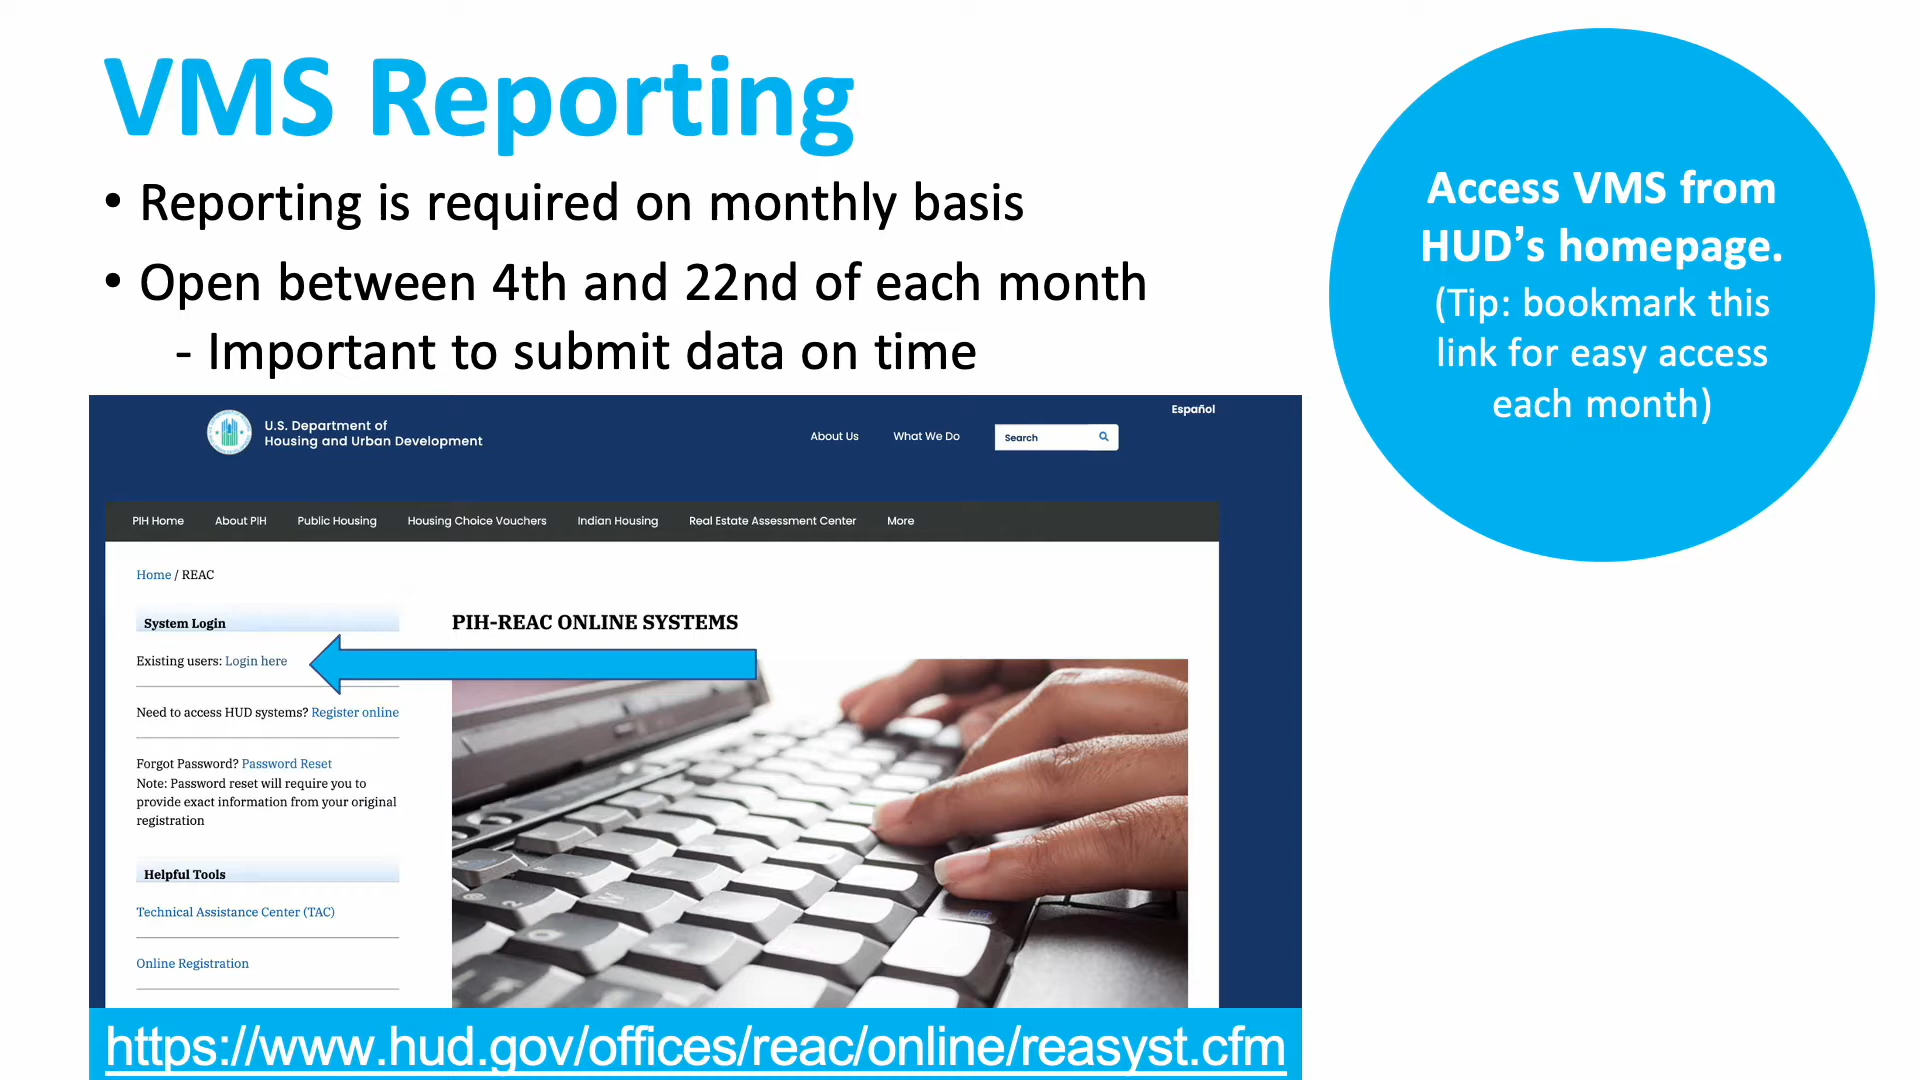 VMS Reporting
• Reporting is required on monthly basis
• Open between 4th and 22nd of each month
- Important to submit data on time
Access VMS from
HUD’s homepage.
(Tip: bookmark this
link for easy access
each month)
Español
U.S. Department of
Housing and Urban Development
About Us
What We Do
Search
PIH Home
About PIH
Public Housing
Housing Choice Vouchers
Indian Housing
Real Estate Assessment Center
More
Home / REAC
System Login
Existing users: Login here
Need to access HUD systems? Register online
Forgot Password? Password Reset
Note: Password reset will require you to
provide exact information from your original
registration
Helpful Tools
Technical Assistance Center (TAC)
Online Registration
PIH-REAC ONLINE SYSTEMS
https://www.hud.gov/offices/reac/online/reasyst.cfm